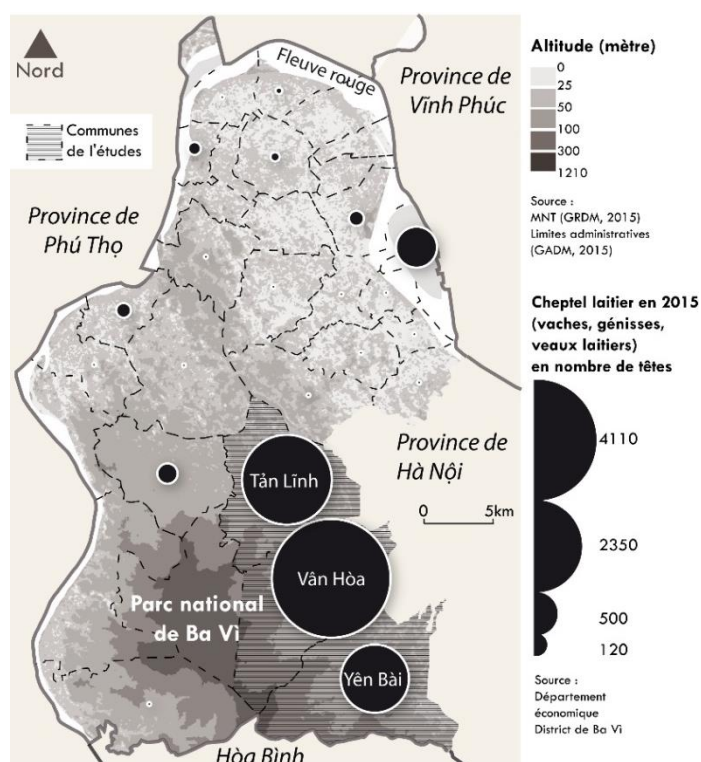 Nord
Communes
de l'études
Fleuve rouge
Province de
Vĩnh Phúc
Province de
Phú Thọ
Province de
Hà Nội
0 5km
Tản Lĩnh
Vân Hòa
Yên Bài
Parc national
de Ba Vì
Hòa Bình
Altitude (mètre)
0
25
50
100
300
1210
Source :
MNT (GRDM, 2015)
Limites administratives
(GADM, 2015)
Cheptel laitier en 2015
(vaches, génisses,
veaux laitiers)
en nombre de têtes
4110
2350
500
120
Source :
Département
économique
District de Ba Vì